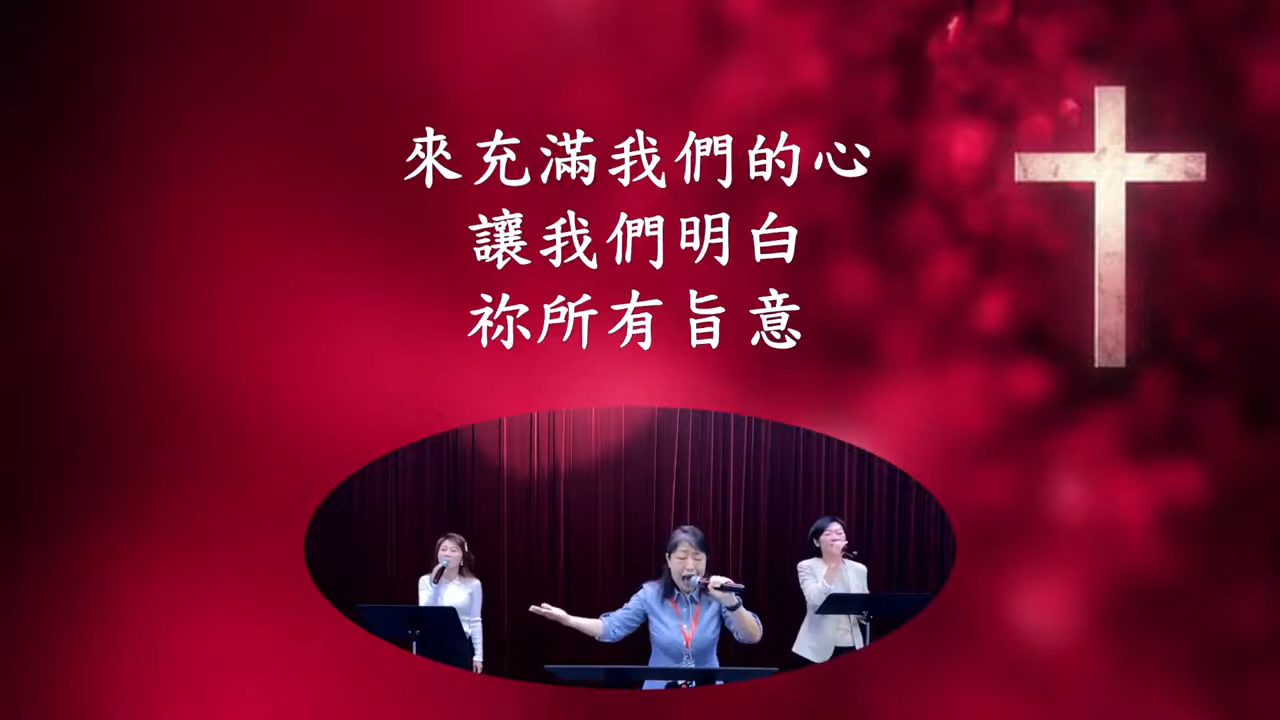 來充滿我們的心
讓我們明白
祢所有旨意